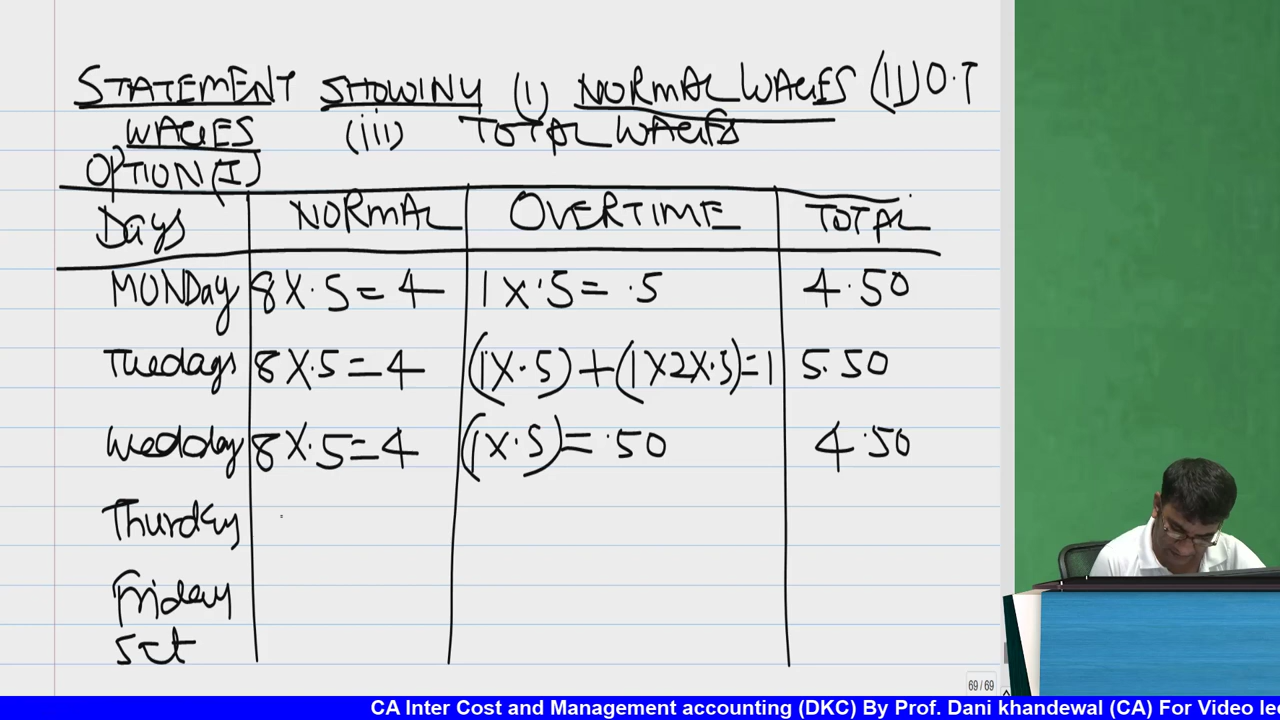 STATEMENT SHOWINY (i) NORMAL WAGES (II) O.T
WAGES (iii) TOTAL WAGES
OPTION (I)
Days NORMAL OVERTIME TOTAL
MONDay 8 X .5 = 4 1 X .5 = .5 4.50
Tuedays 8 X .5 = 4 (1 X .5) + (1 X 2 X .5) = 1 5.50
Wedday 8 X .5 = 4 (1 X .5) = .50 4.50
Thurday
Friday
Sat
69/69
CA Inter Cost and Management accounting (DKC) By Prof. Dani khandewal (CA) For Video le